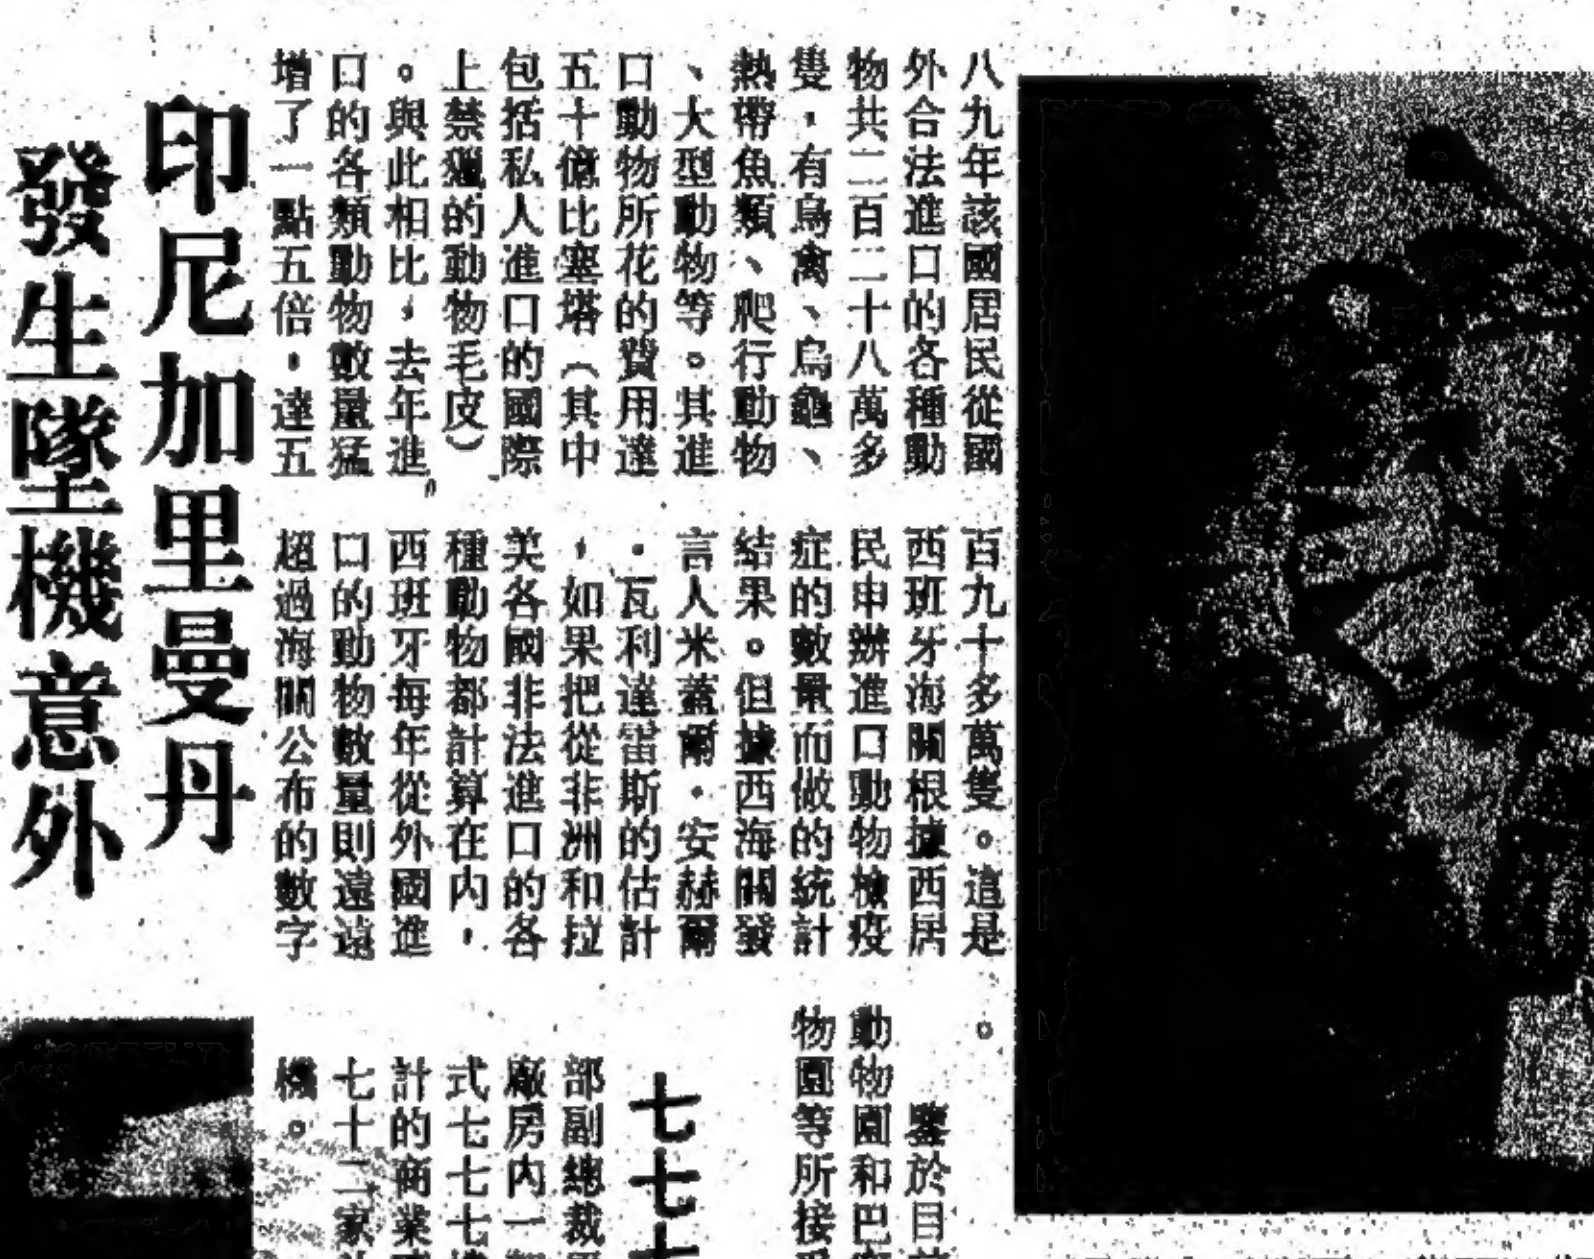 八九年該國居民從國
外合法進口的各種動
物共二百二十八萬多
隻，有鳥禽、烏龜、
熱帶魚類、爬行動物
、大型動物等。其進
口動物所花的費用達
五十億比塞塔（其中
包括私人進口的國際
上禁獵的動物毛皮）
。與此相比，去年進
口的各類動物數量猛
增了一點五倍，達五
百九十多萬隻。這是
西班牙海關根據西居
民申辦進口動物檢疫
症的數量而做的統計
結果。但據西海關發
言人米蓋爾·安赫爾
·瓦利達雷斯的估計
，如果把從非洲和拉
美各國非法進口的各
種動物都計算在內，
西班牙每年從外國進
口的動物數量則遠遠
超過海關公布的數字
。
鑒於目
動物園和巴
物園等所接
七七
部副總裁
廠房內一
式七七七
計的商業
七十二家
機。
印尼加里曼丹
發生墜機意外